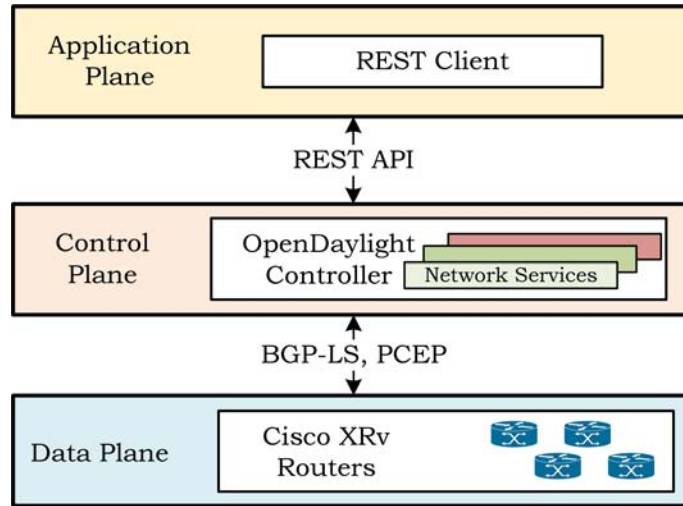 Application
Plane
REST Client
REST API
Control
Plane
OpenDaylight
Controller
Network Services
BGP-LS, PCEP
Data Plane
Cisco XRv
Routers